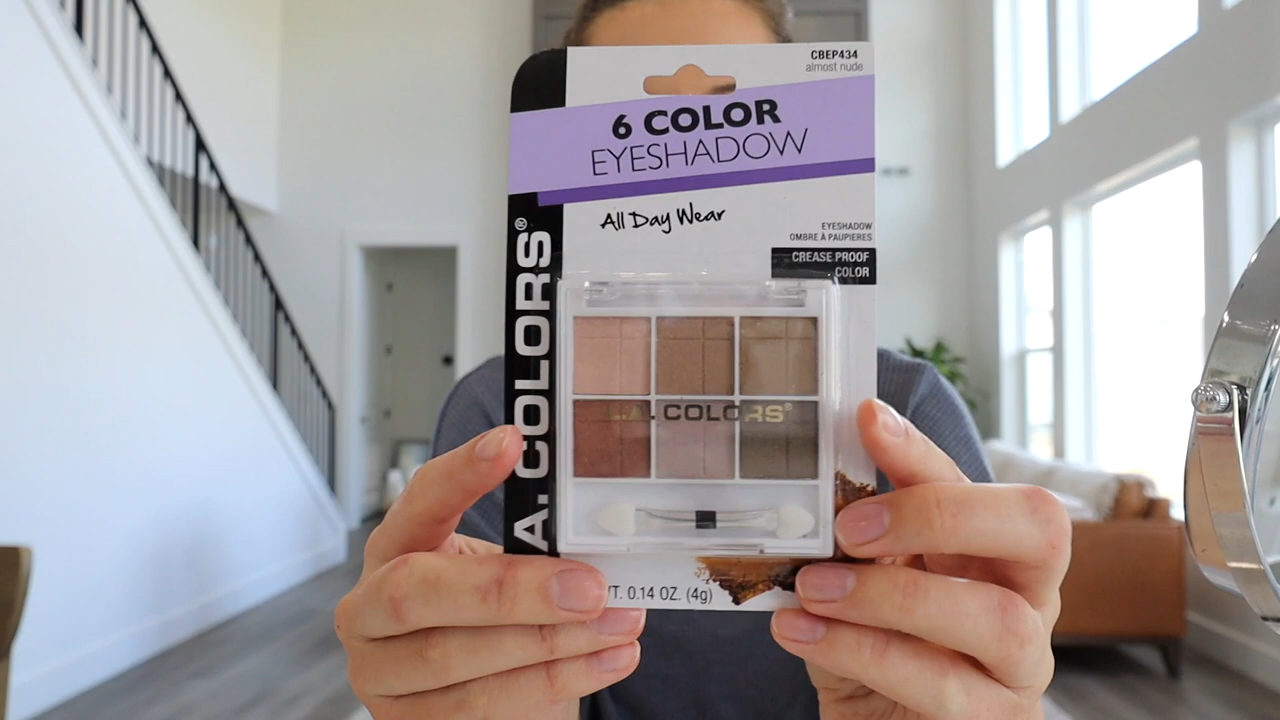 CBEP434
almost nude
6 COLOR
EYESHADOW
All Day Wear
EYESHADOW
OMBRE À PAUPIERES
CREASE PROOF
COLOR
A. COLORS®
L.A. COLORS®
WT. 0.14 OZ. (4g)